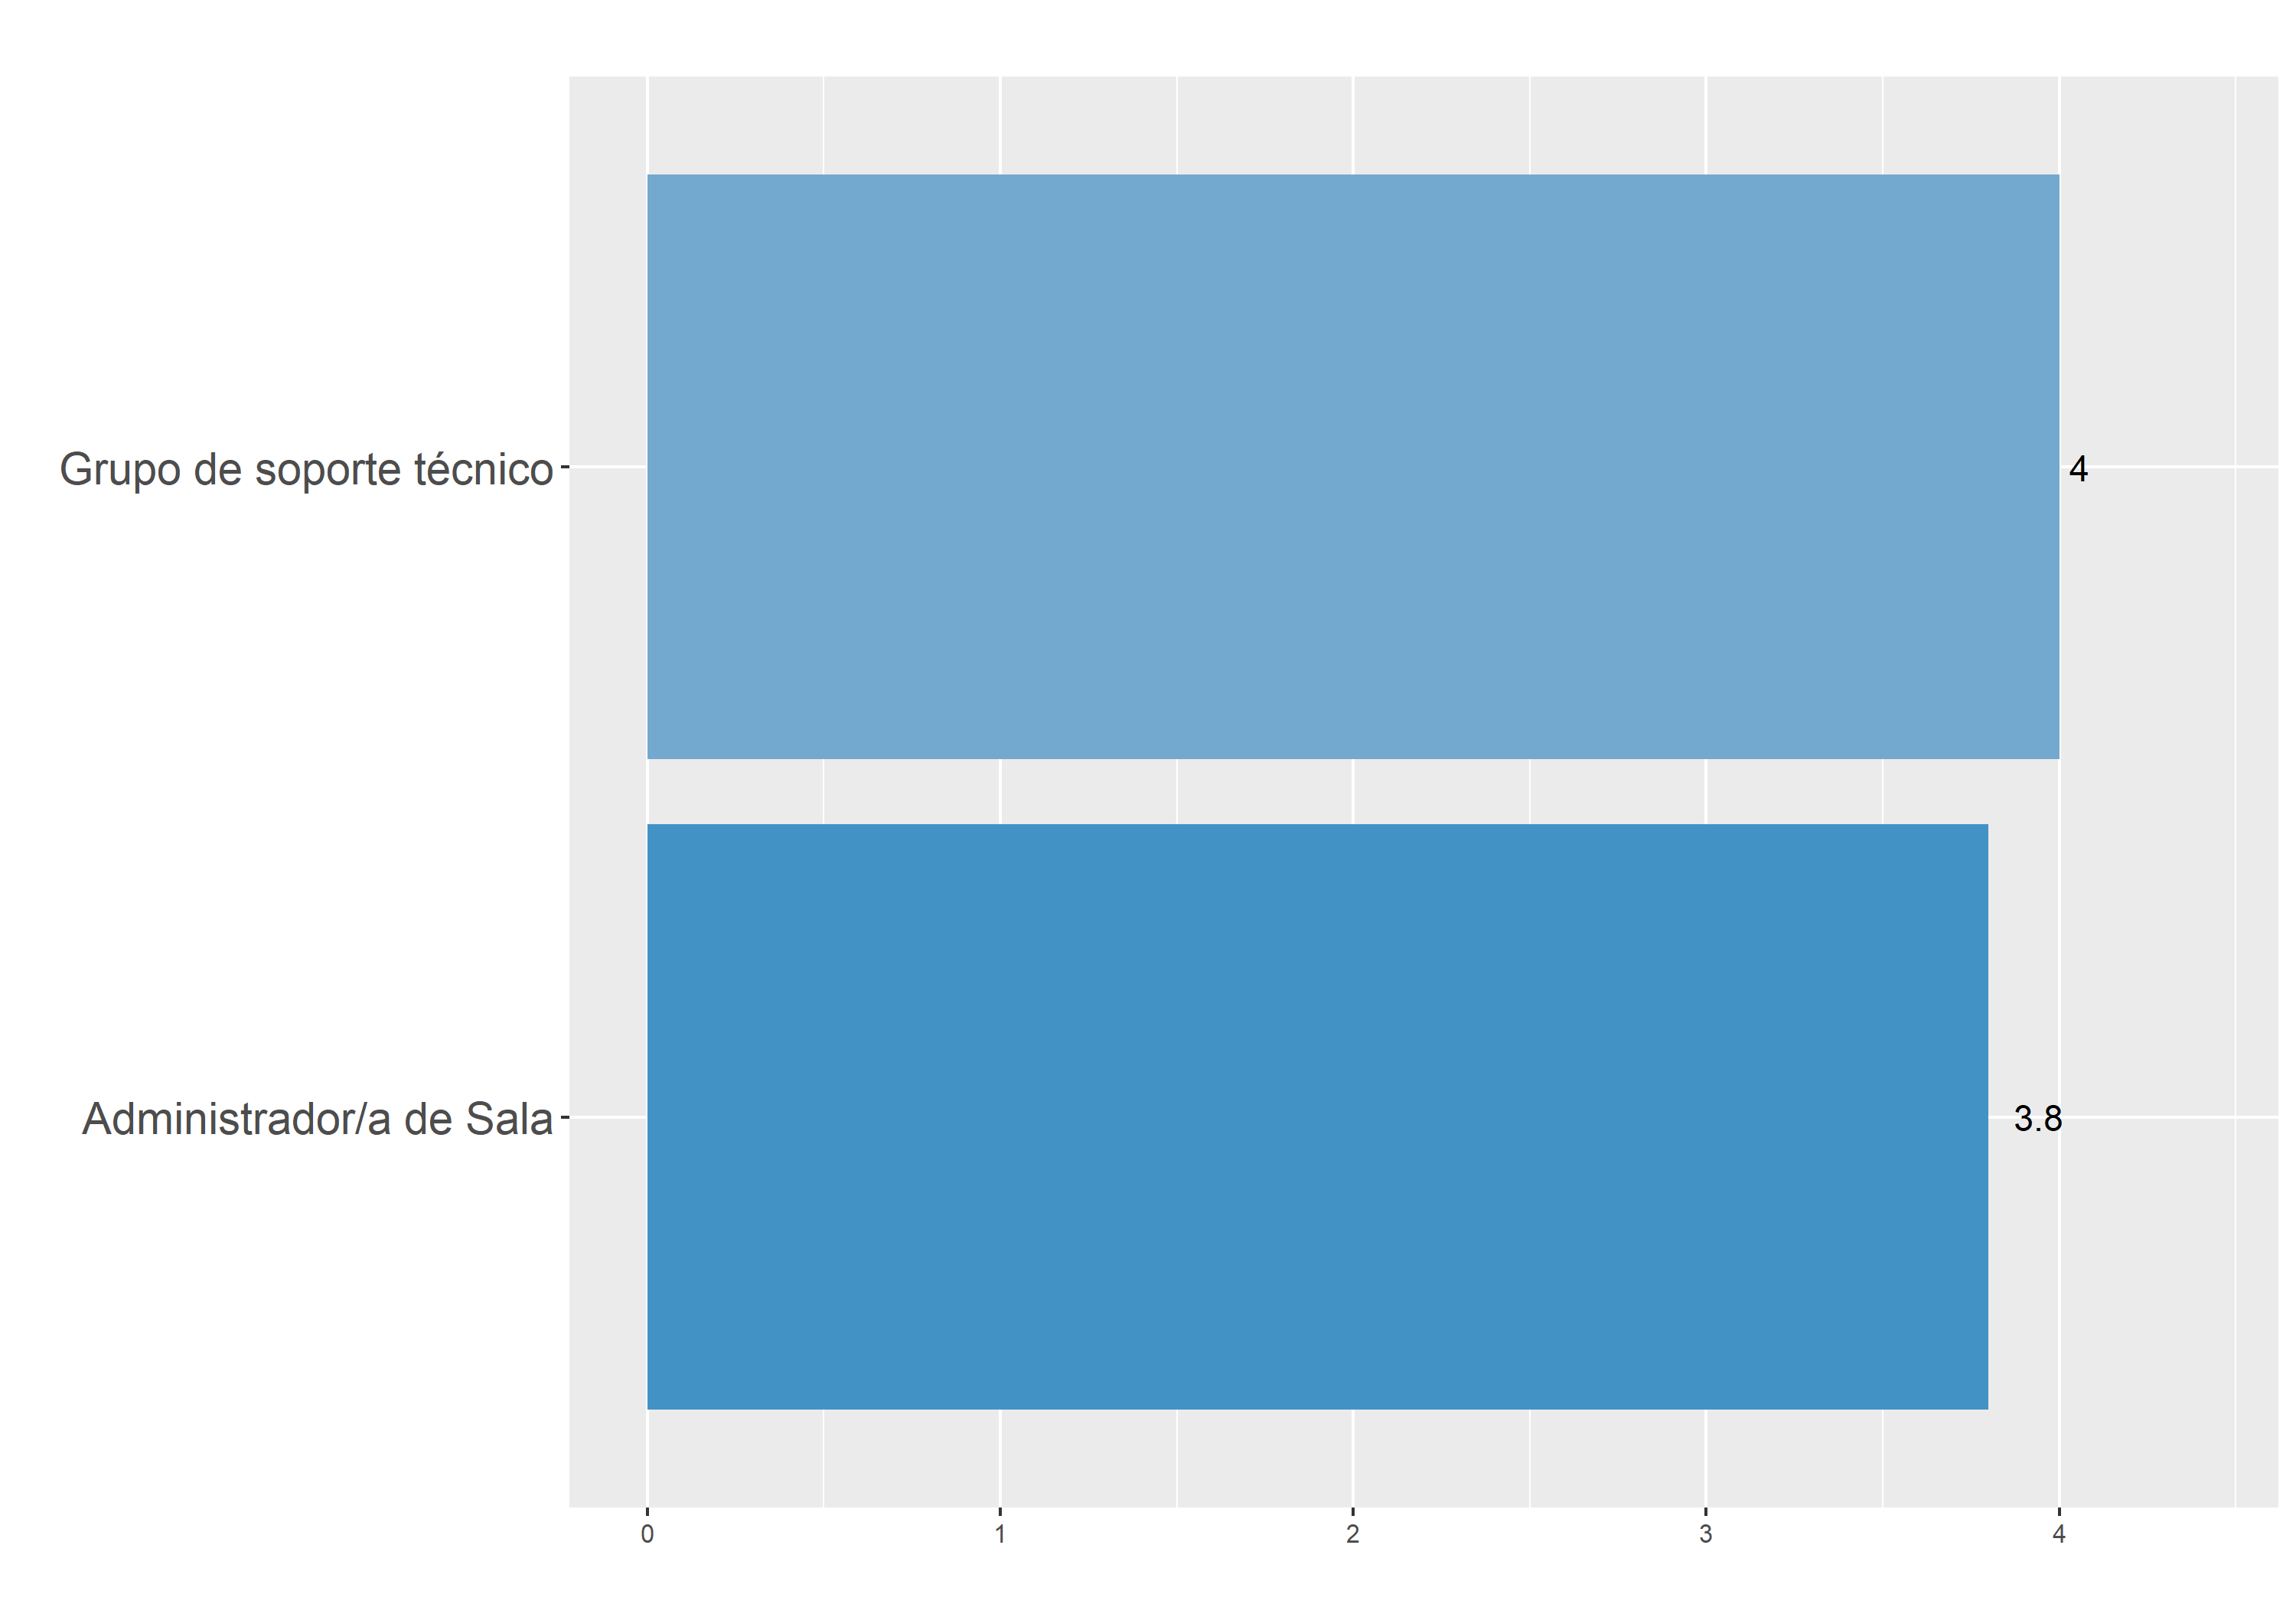 Grupo de soporte técnico
4
Administrador/a de Sala
3.8
0 1 2 3 4